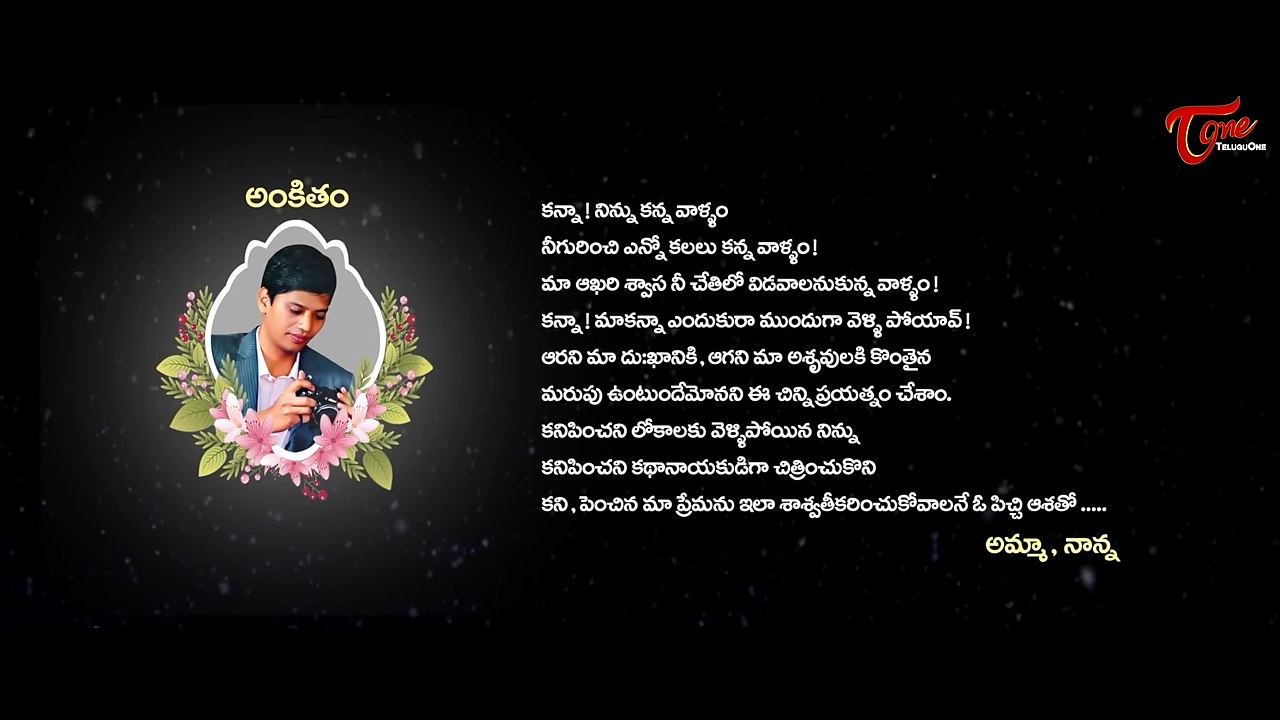 Tone
TeluguOne
అంకితం
కన్నా ! నిన్ను కన్న వాళ్ళం
నీగురించి ఎన్నో కలలు కన్న వాళ్ళం !
మా ఆఖరి శ్వాస నీ చేతిలో విడవాలనుకున్న వాళ్ళం !
కన్నా ! మాకన్నా ఎందుకురా ముందుగా వెళ్ళి పోయావ్ !
ఆరని మా దు:ఖానికి , ఆగని మా అశృవులకి కొంతైన
మరుపు ఉంటుందేమోనని ఈ చిన్ని ప్రయత్నం చేశాం.
కనిపించని లోకాలకు వెళ్ళిపోయిన నిన్ను
కనిపించని కథానాయకుడిగా చిత్రించుకొని
కని , పెంచిన మా ప్రేమను ఇలా శాశ్వతీకరించుకోవాలనే ఓ పిచ్చి ఆశతో .....
అమ్మా , నాన్న